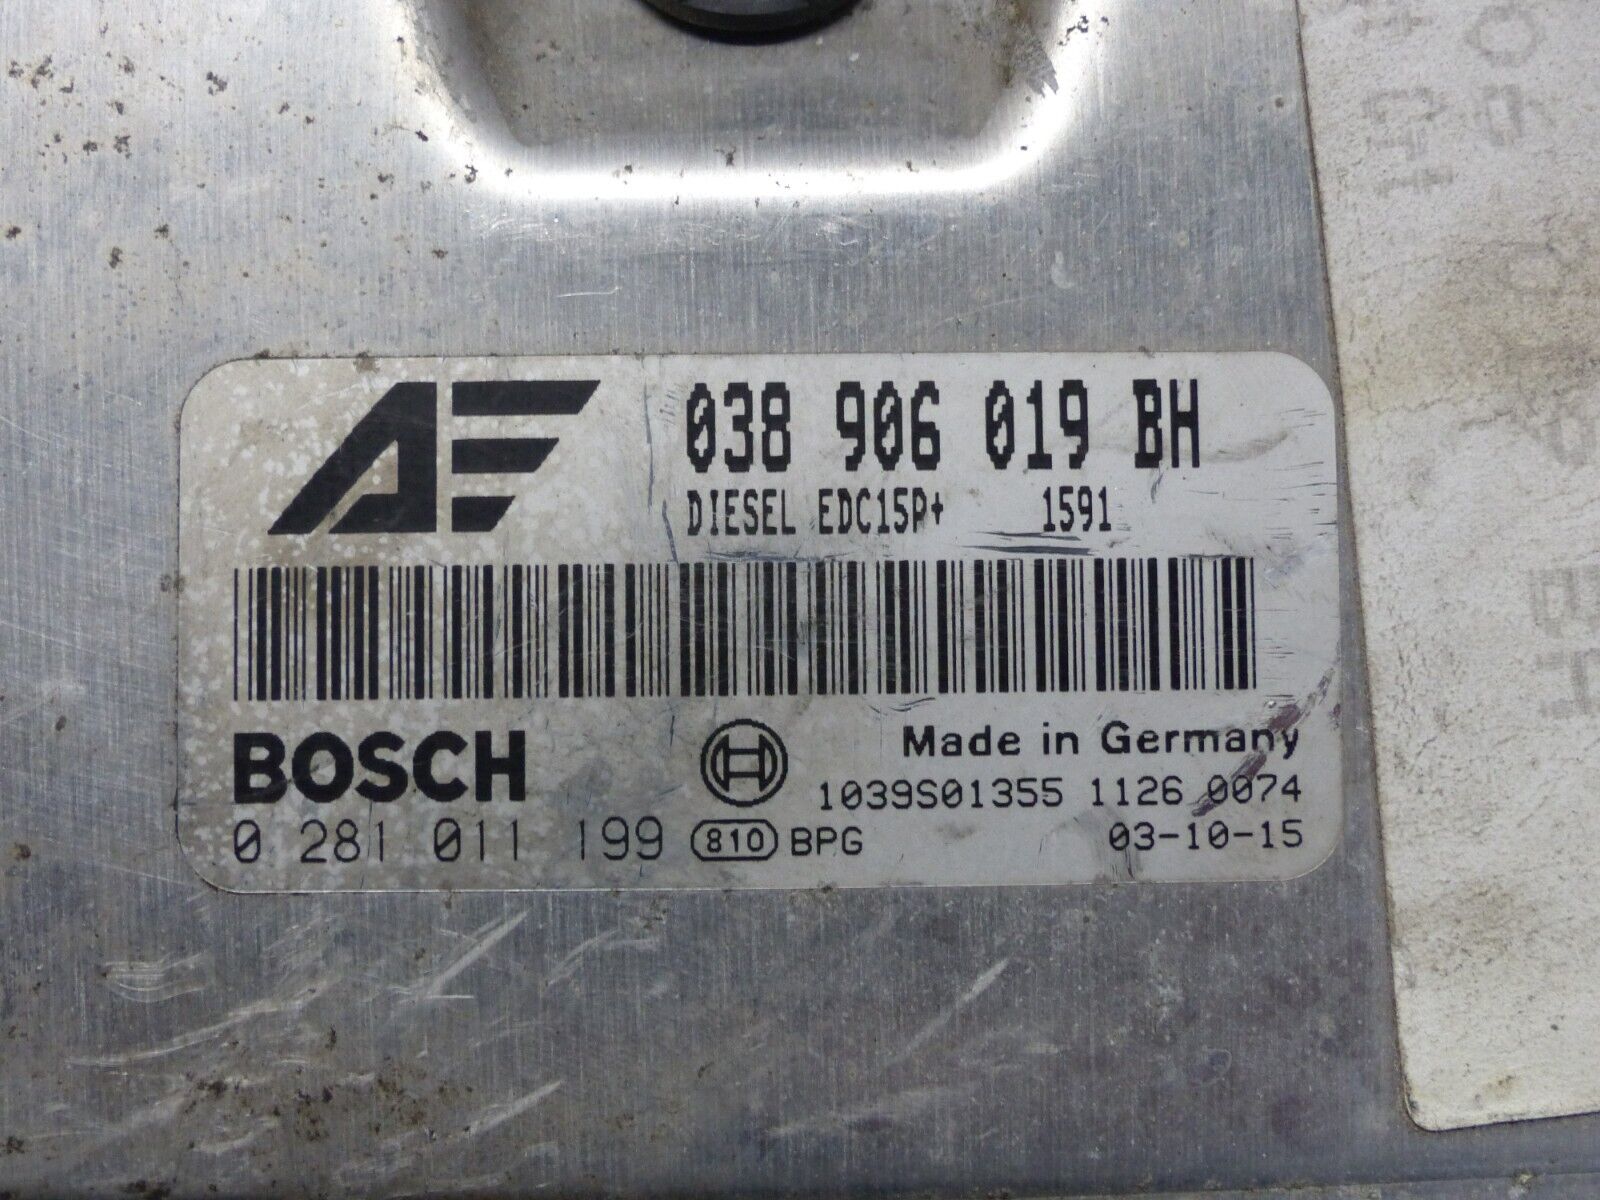 AE
038 906 019 BH
DIESEL EDC15P+ 1591
BOSCH
Made in Germany
1039S01355 1126 0074
0 281 011 199 810 BPG
03-10-15